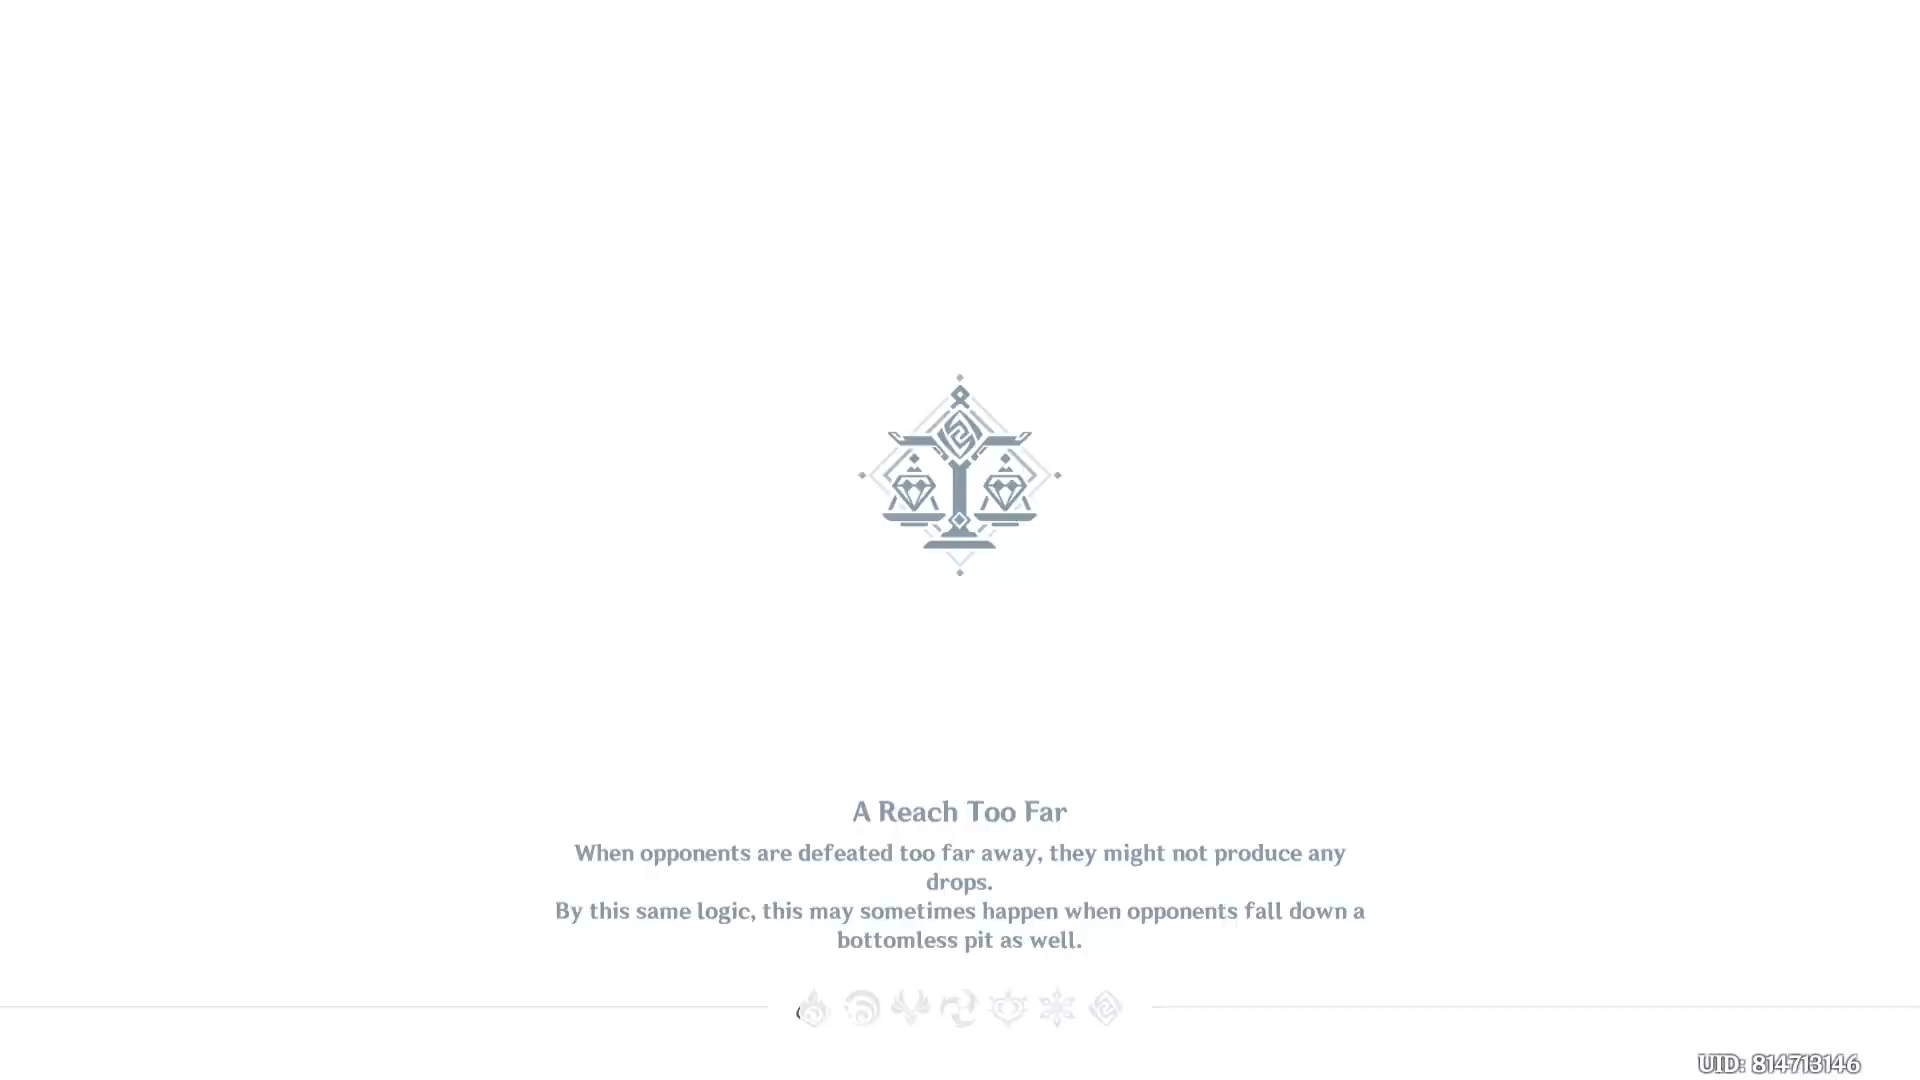 A Reach Too Far
When opponents are defeated too far away, they might not produce any
drops.
By this same logic, this may sometimes happen when opponents fall down a
bottomless pit as well.
UID: 814713146